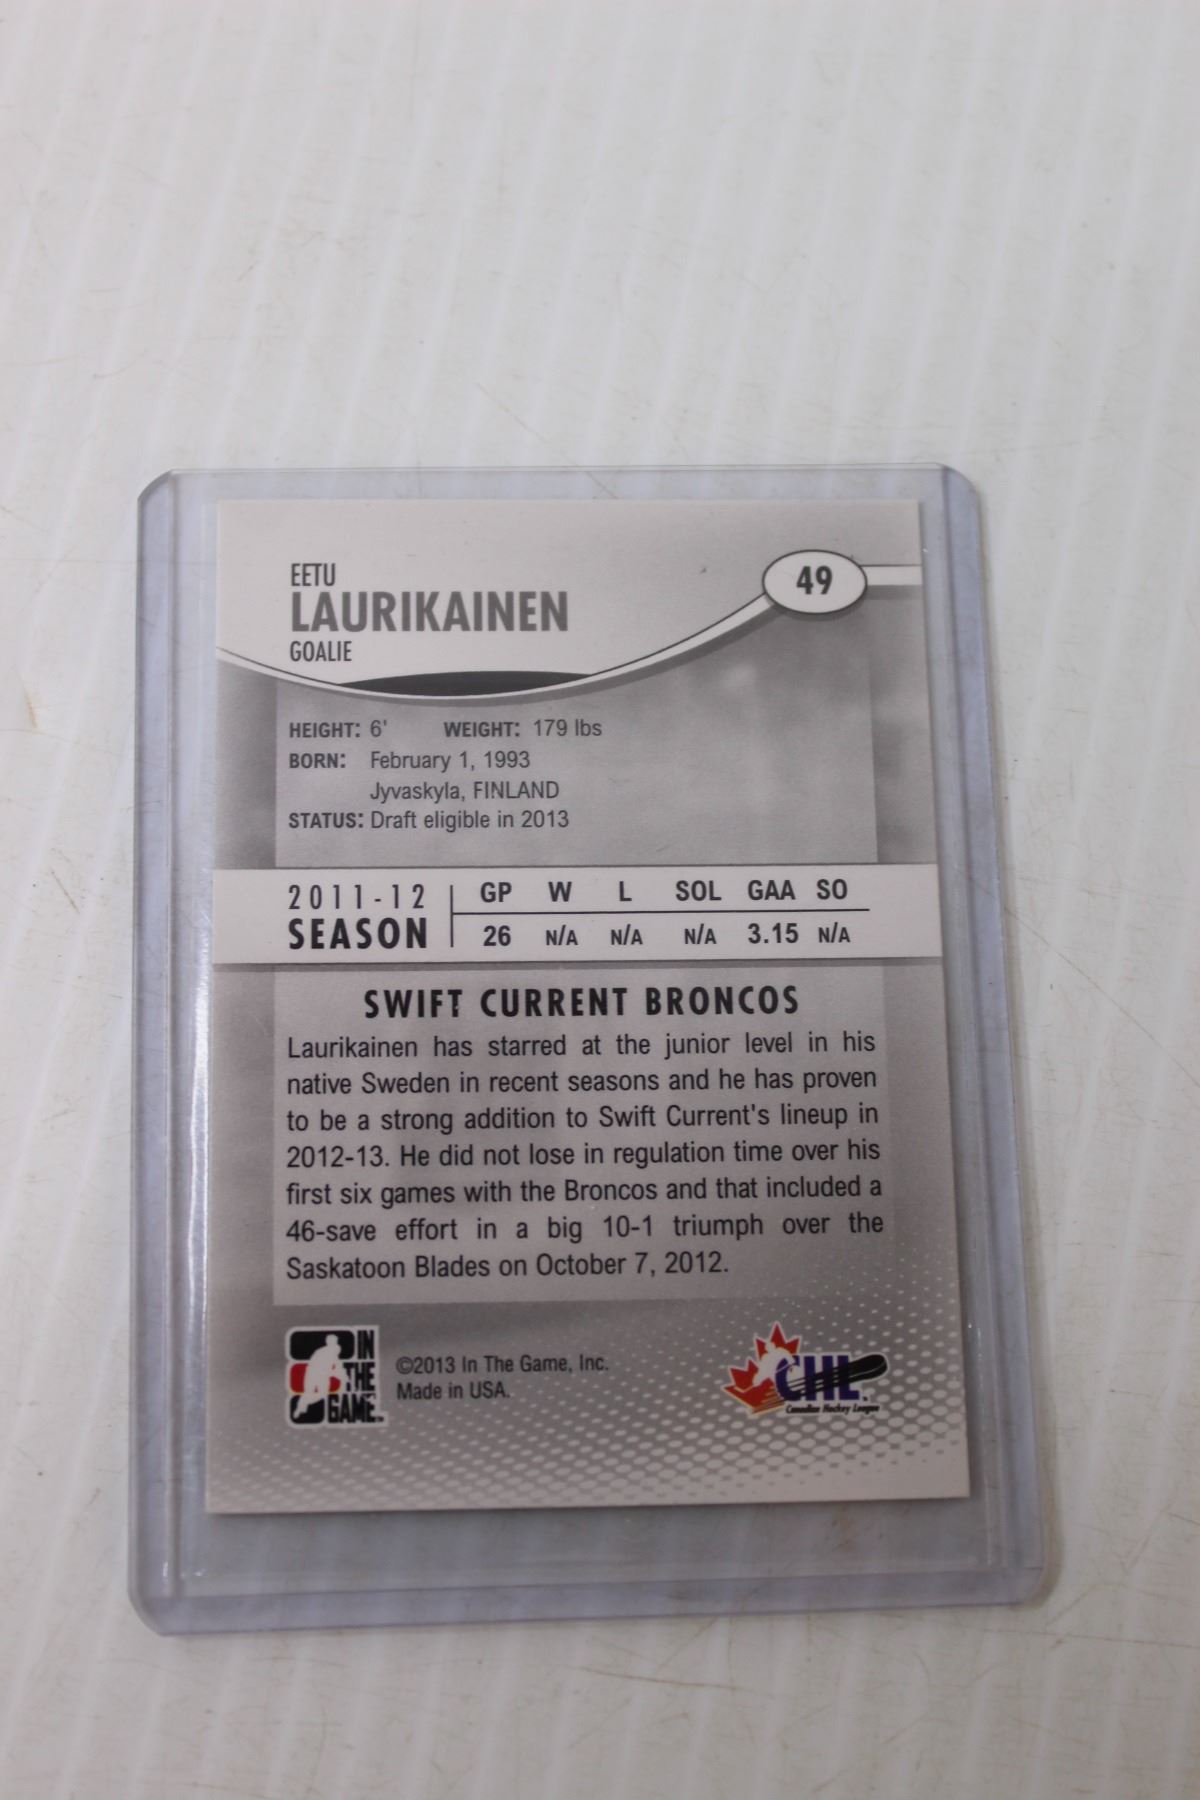 49
EETU
LAURIKAINEN
GOALIE
HEIGHT: 6' WEIGHT: 179 lbs
BORN: February 1, 1993
Jyvaskyla, FINLAND
STATUS: Draft eligible in 2013
2011-12 GP W L SOL GAA SO
SEASON 26 N/A N/A N/A 3.15 N/A
SWIFT CURRENT BRONCOS
Laurikainen has starred at the junior level in his
native Sweden in recent seasons and he has proven
to be a strong addition to Swift Current's lineup in
2012-13. He did not lose in regulation time over his
first six games with the Broncos and that included a
46-save effort in a big 10-1 triumph over the
Saskatoon Blades on October 7, 2012.
IN
THE
GAME
©2013 In The Game, Inc.
Made in USA.
CHL
Canadian Hockey League